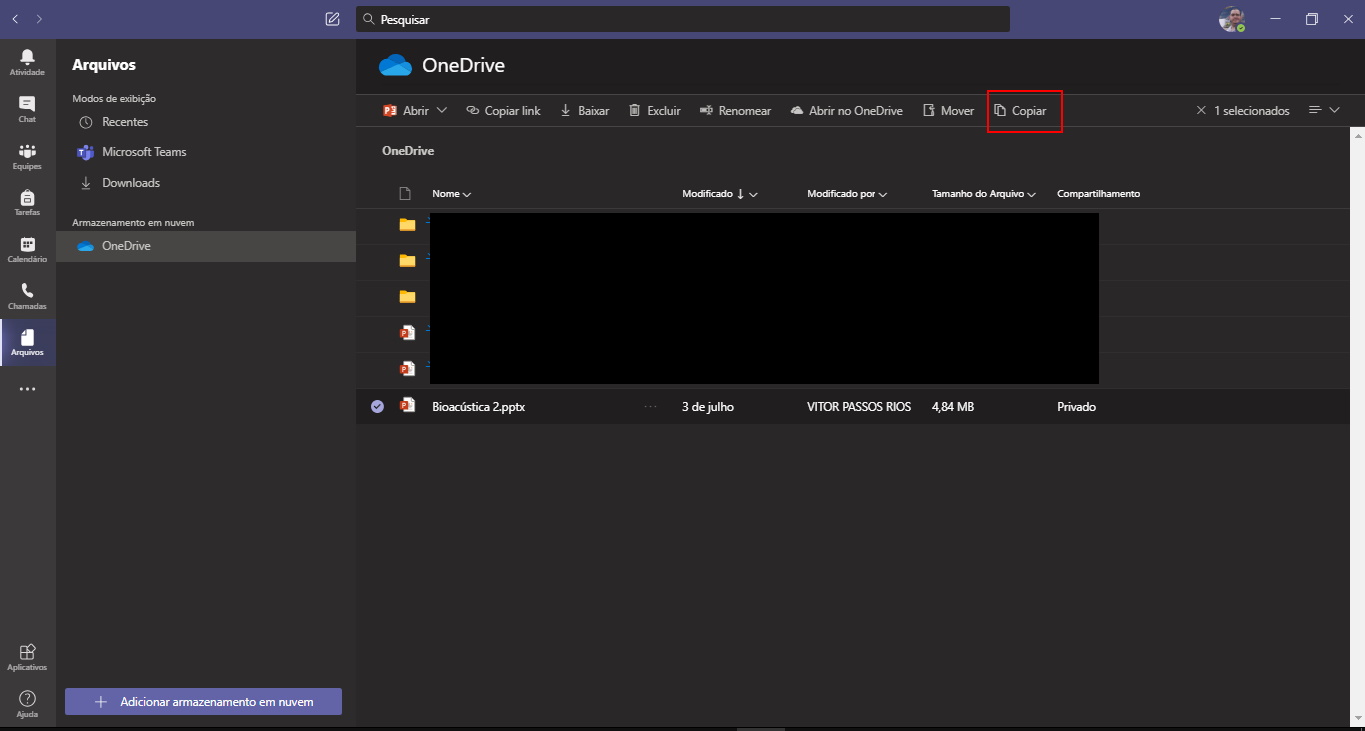 Pesquisar
Atividade
Chat
Equipes
Tarefas
Calendário
Chamadas
Arquivos
Aplicativos
Ajuda
Arquivos
Modos de exibição
Recentes
Microsoft Teams
Downloads
Armazenamento em nuvem
OneDrive
Adicionar armazenamento em nuvem
OneDrive
Abrir Copiar link Baixar Excluir Renomear Abrir no OneDrive Mover Copiar 1 selecionados
OneDrive
Nome Modificado Modificado por Tamanho do Arquivo Compartilhamento
Bioacústica 2.pptx 3 de julho VITOR PASSOS RIOS 4,84 MB Privado